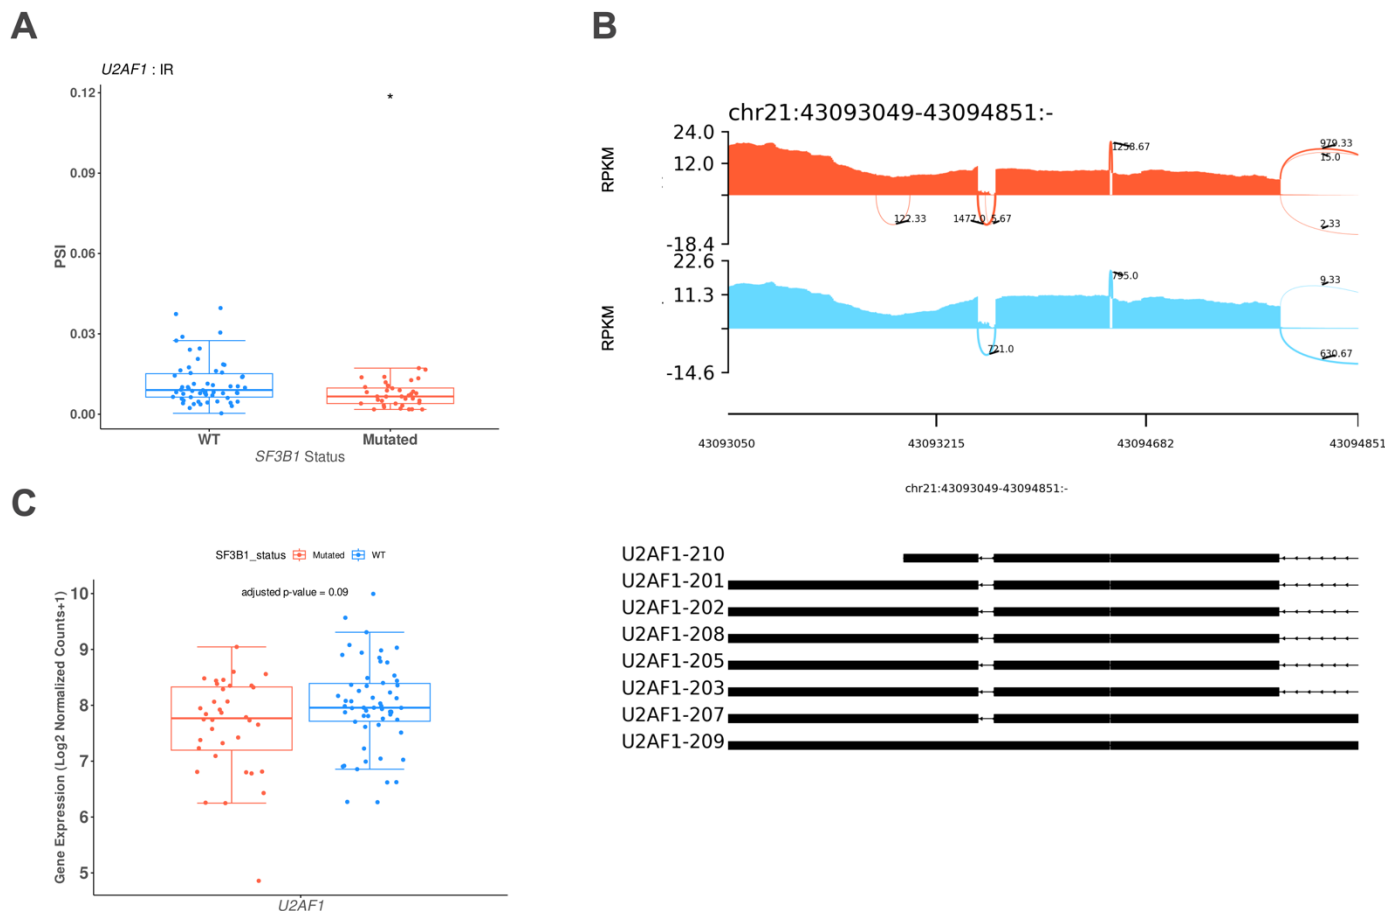 A
U2AF1 : IR
*
0.12
0.09
0.06
0.03
0.00
PSI
WT
Mutated
SF3B1 Status
B
chr21:43093049-43094851:-
RPKM
24.0
12.0
-18.4
1258.67
979.33
15.0
122.33
1477.0
5.67
2.33
RPKM
22.6
11.3
-14.6
795.0
9.33
721.0
630.67
43093050
43093215
43094682
43094851
chr21:43093049-43094851:-
U2AF1-210
U2AF1-201
U2AF1-202
U2AF1-208
U2AF1-205
U2AF1-203
U2AF1-207
U2AF1-209
C
SF3B1_status Mutated WT
adjusted p-value = 0.09
Gene Expression (Log2 Normalized Counts+1)
10
9
8
7
6
5
U2AF1